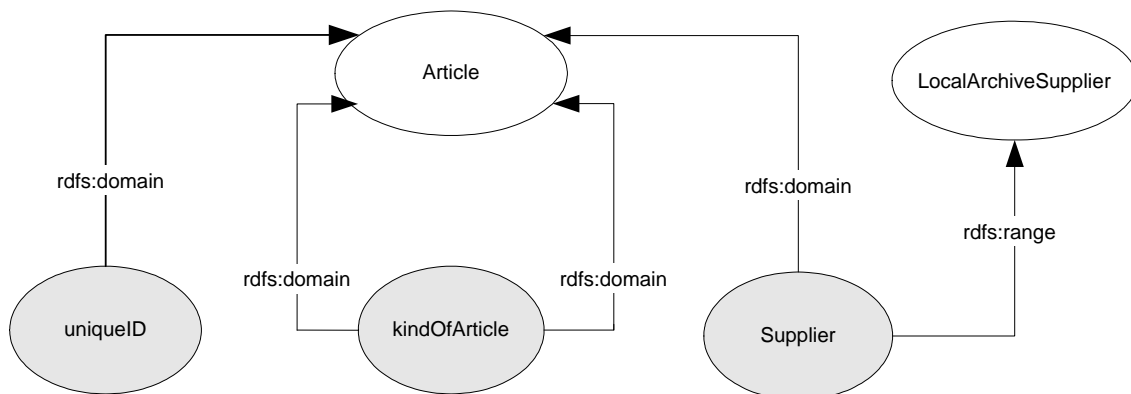 Article
LocalArchiveSupplier
rdfs:domain
rdfs:domain
rdfs:range
rdfs:domain
rdfs:domain
uniqueID
kindOfArticle
Supplier